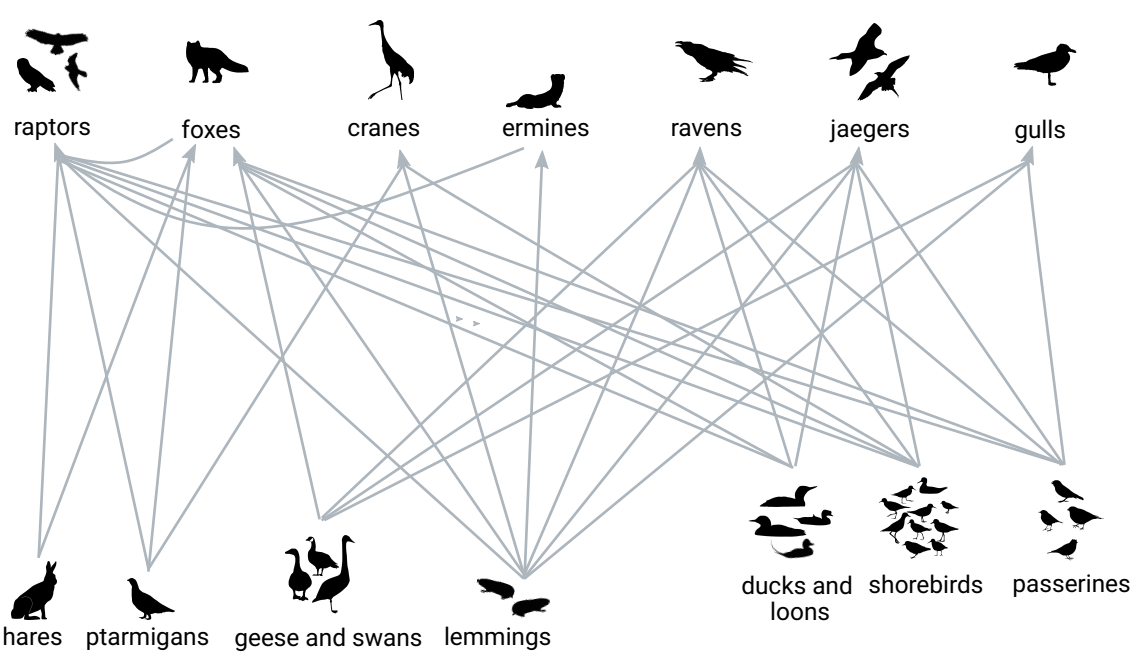 raptors foxes cranes ermines ravens jaegers gulls
ducks and shorebirds passerines
loons
hares ptarmigans geese and swans lemmings